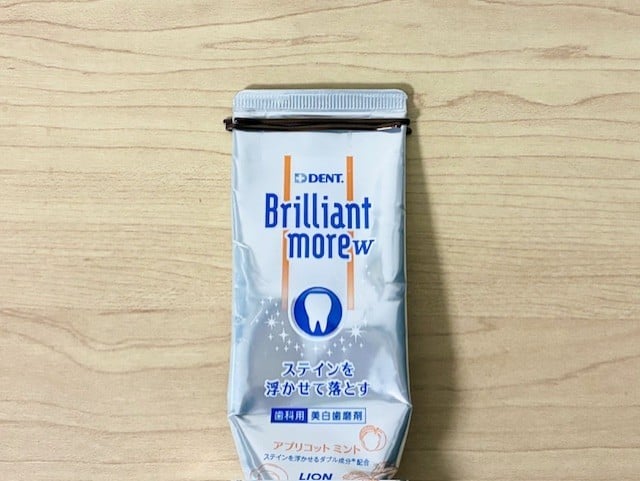 DENT.
Brilliant
more W
ステインを
浮かせて落とす
歯科用 美白歯磨剤
アプリコット ミント
ステインを浮かせるダブル成分※配合
LION